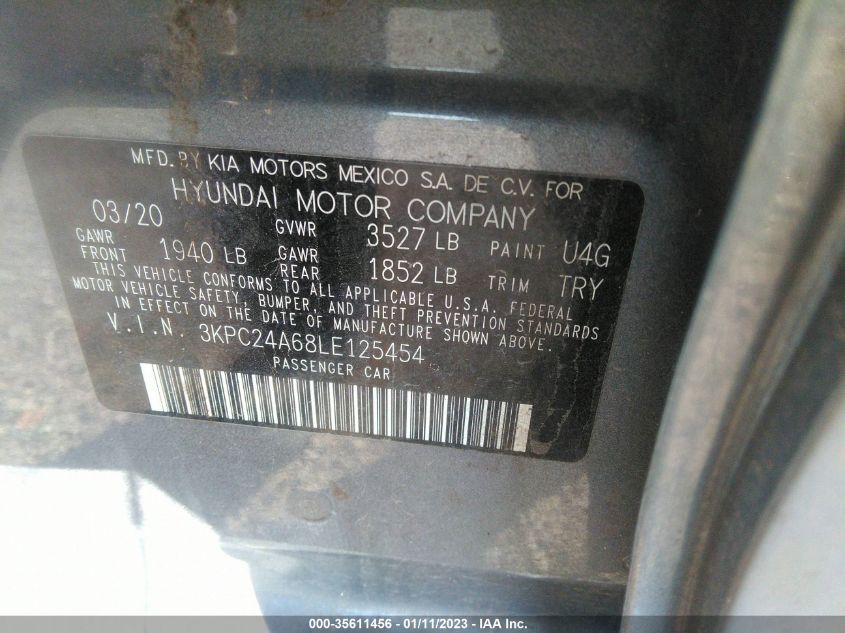 MFD. BY KIA MOTORS MEXICO S.A. DE C.V. FOR
HYUNDAI MOTOR COMPANY
03/20 GVWR 3527 LB PAINT U4G
GAWR FRONT 1940 LB GAWR REAR 1852 LB TRIM TRY
THIS VEHICLE CONFORMS TO ALL APPLICABLE U.S.A. FEDERAL
MOTOR VEHICLE SAFETY, BUMPER, AND THEFT PREVENTION STANDARDS
IN EFFECT ON THE DATE OF MANUFACTURE SHOWN ABOVE.
V.I.N. 3KPC24A68LE125454
PASSENGER CAR
000-35611456 - 01/11/2023 - IAA Inc.